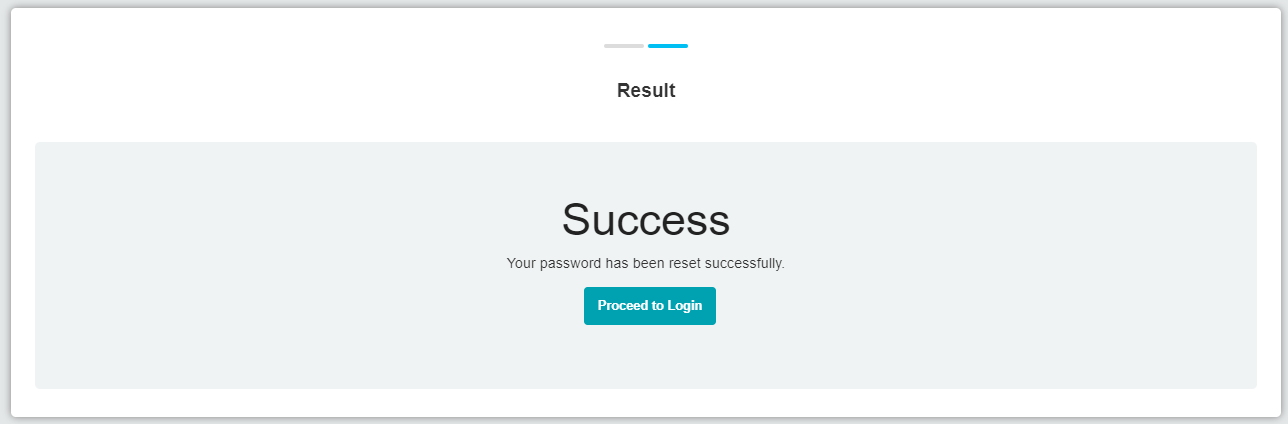 Result
Success
Your password has been reset successfully.
Proceed to Login